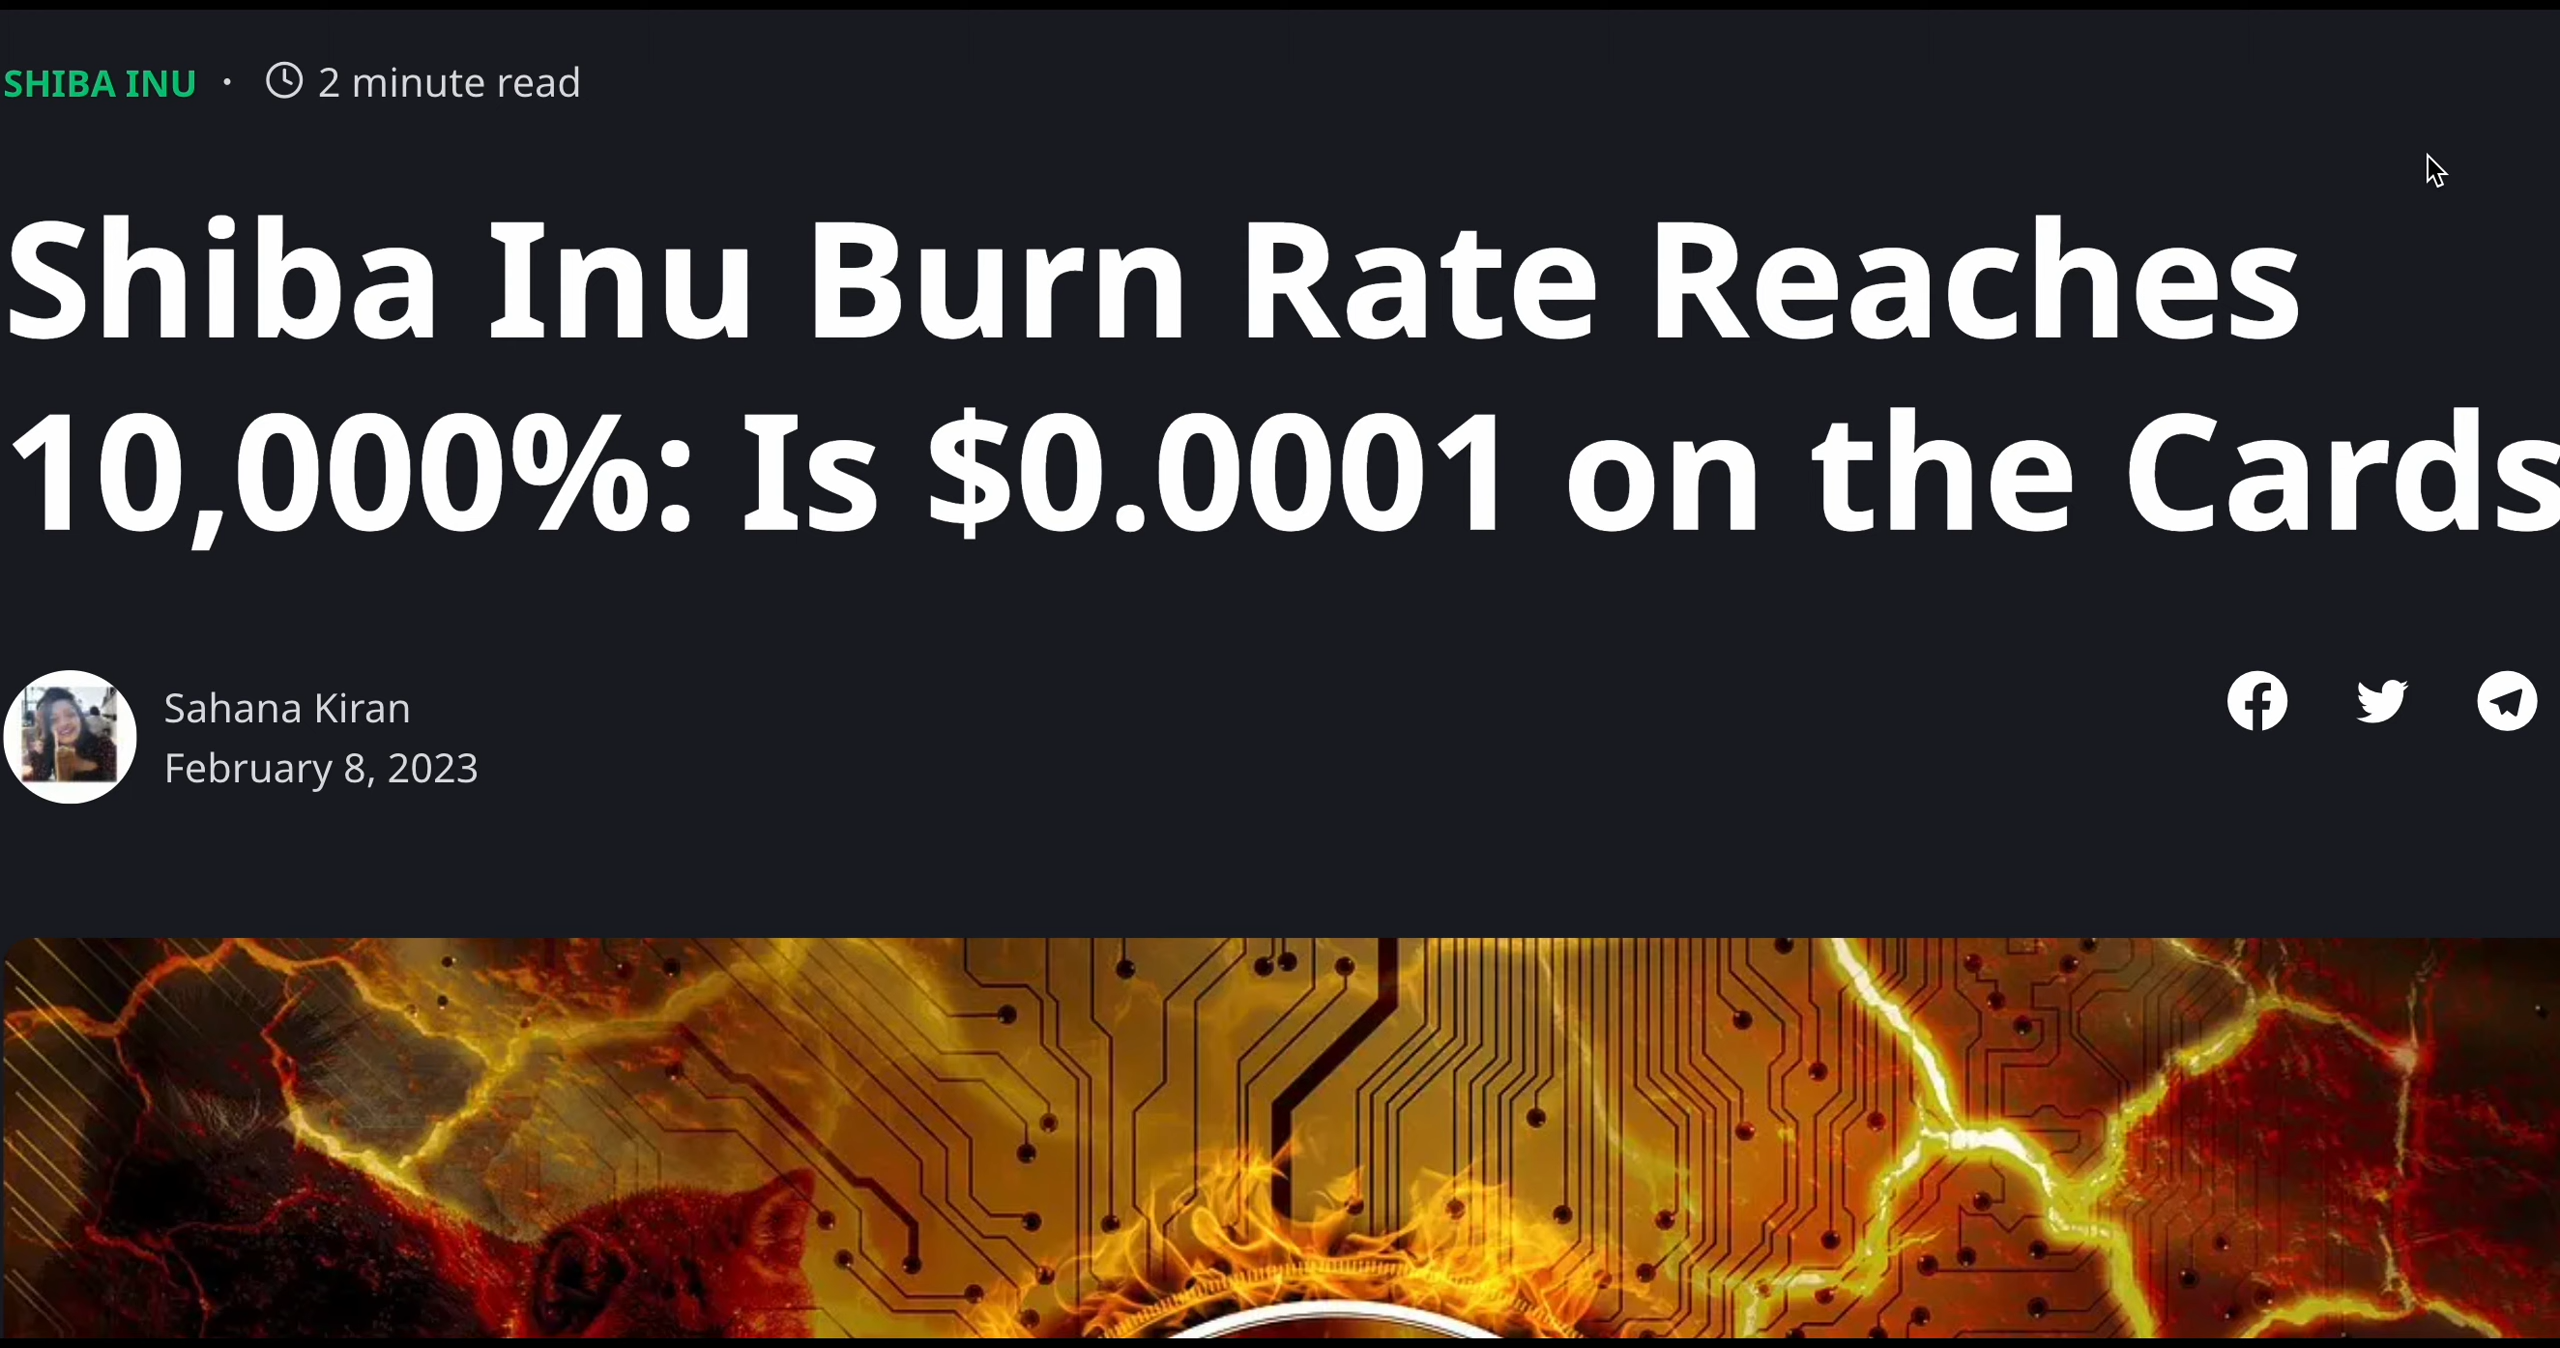 SHIBA INU · 2 minute read
Shiba Inu Burn Rate Reaches
10,000%: Is $0.0001 on the Cards
Sahana Kiran
February 8, 2023